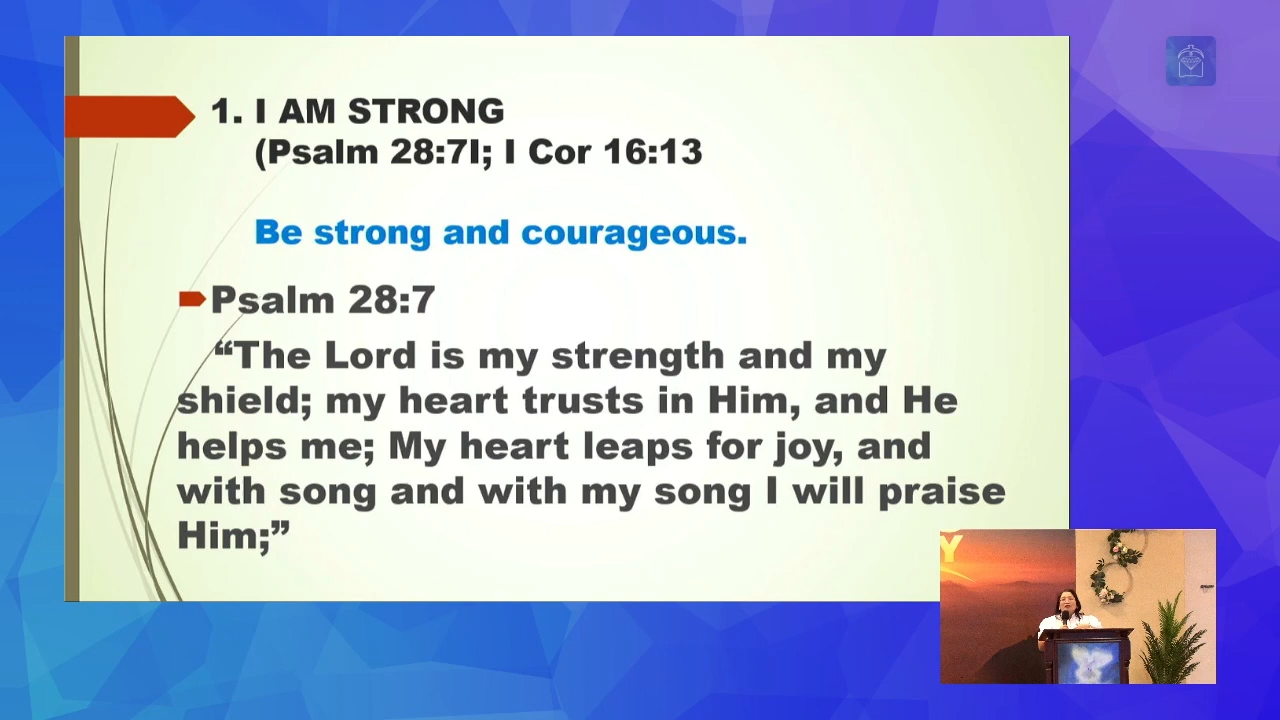 1. I AM STRONG
(Psalm 28:7I; I Cor 16:13
Be strong and courageous.
Psalm 28:7
“The Lord is my strength and my
shield; my heart trusts in Him, and He
helps me; My heart leaps for joy, and
with song and with my song I will praise
Him;”
Y